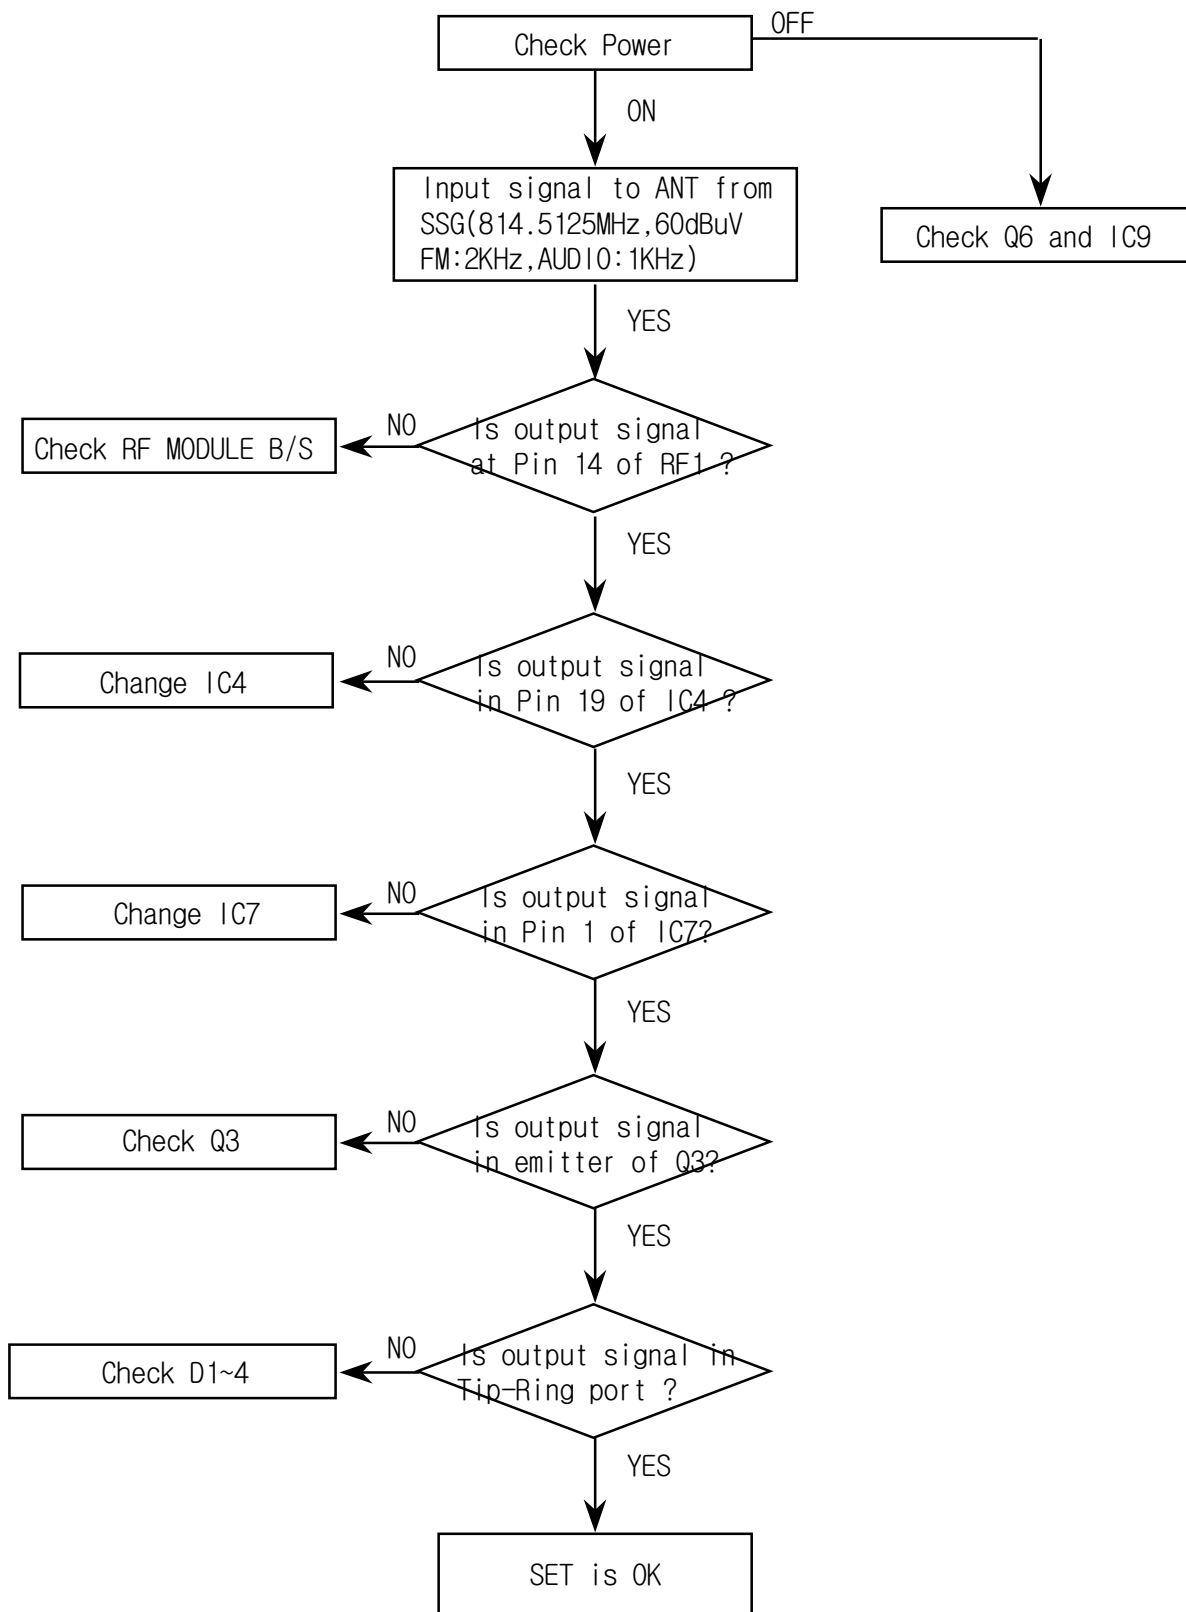 Check Power
OFF
ON
Input signal to ANT from
SSG(814.5125MHz,60dBuV
FM:2KHz,AUDIO:1KHz)
Check Q6 and IC9
YES
Is output signal
at Pin 14 of RF1 ?
NO
Check RF MODULE B/S
YES
Is output signal
in Pin 19 of IC4 ?
NO
Change IC4
YES
Is output signal
in Pin 1 of IC7?
NO
Change IC7
YES
Is output signal
in emitter of Q3?
NO
Check Q3
YES
Is output signal in
Tip-Ring port ?
NO
Check D1~4
YES
SET is OK